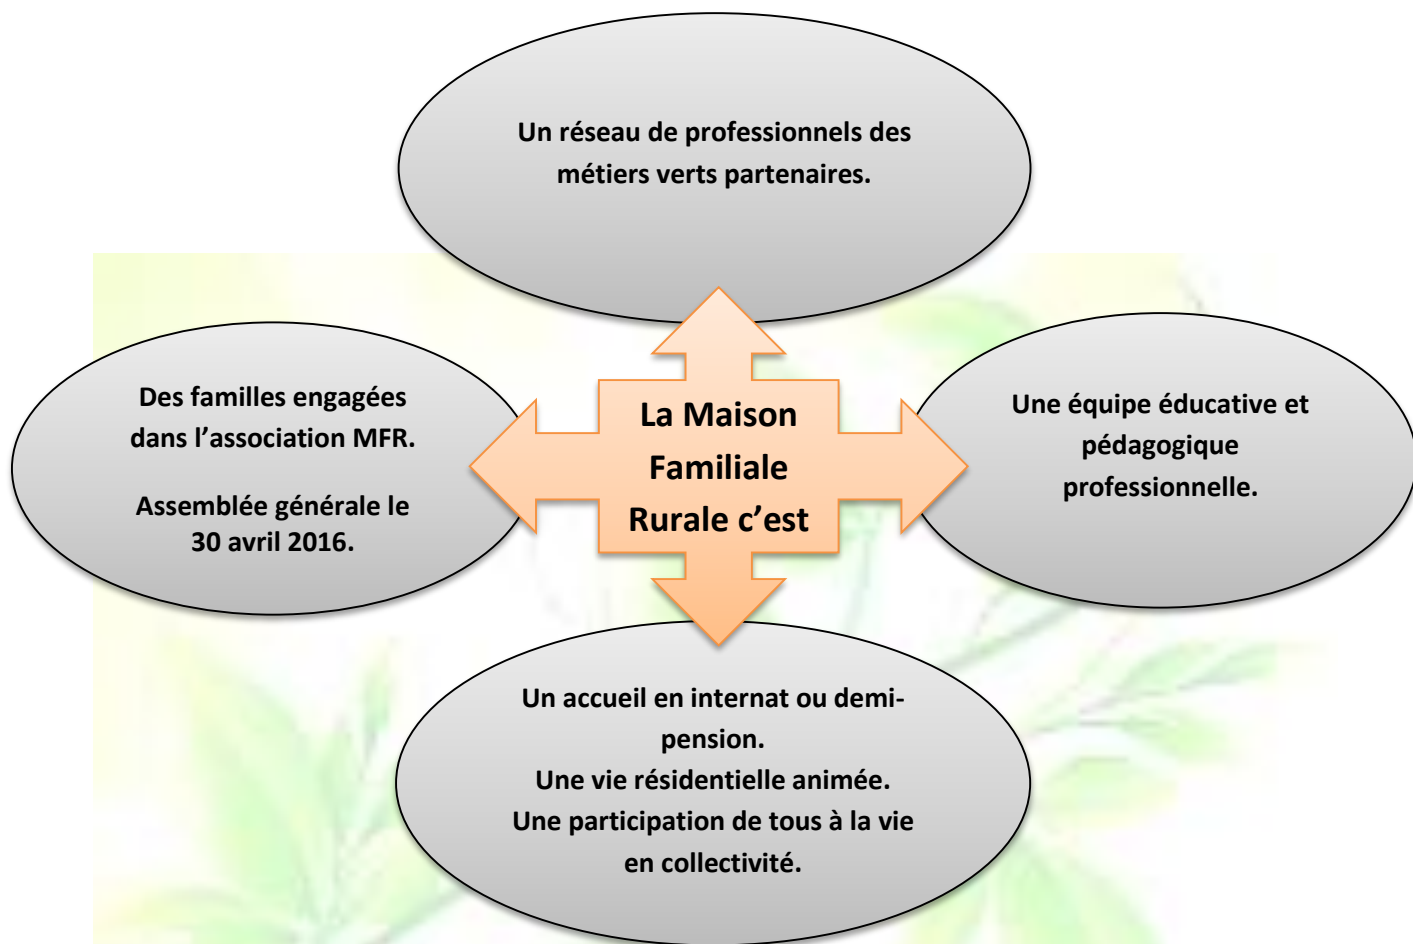 Un réseau de professionnels des
métiers verts partenaires.
Des familles engagées
dans l’association MFR.
Assemblée générale le
30 avril 2016.
La Maison
Familiale
Rurale c’est
Une équipe éducative et
pédagogique
professionnelle.
Un accueil en internat ou demi-
pension.
Une vie résidentielle animée.
Une participation de tous à la vie
en collectivité.